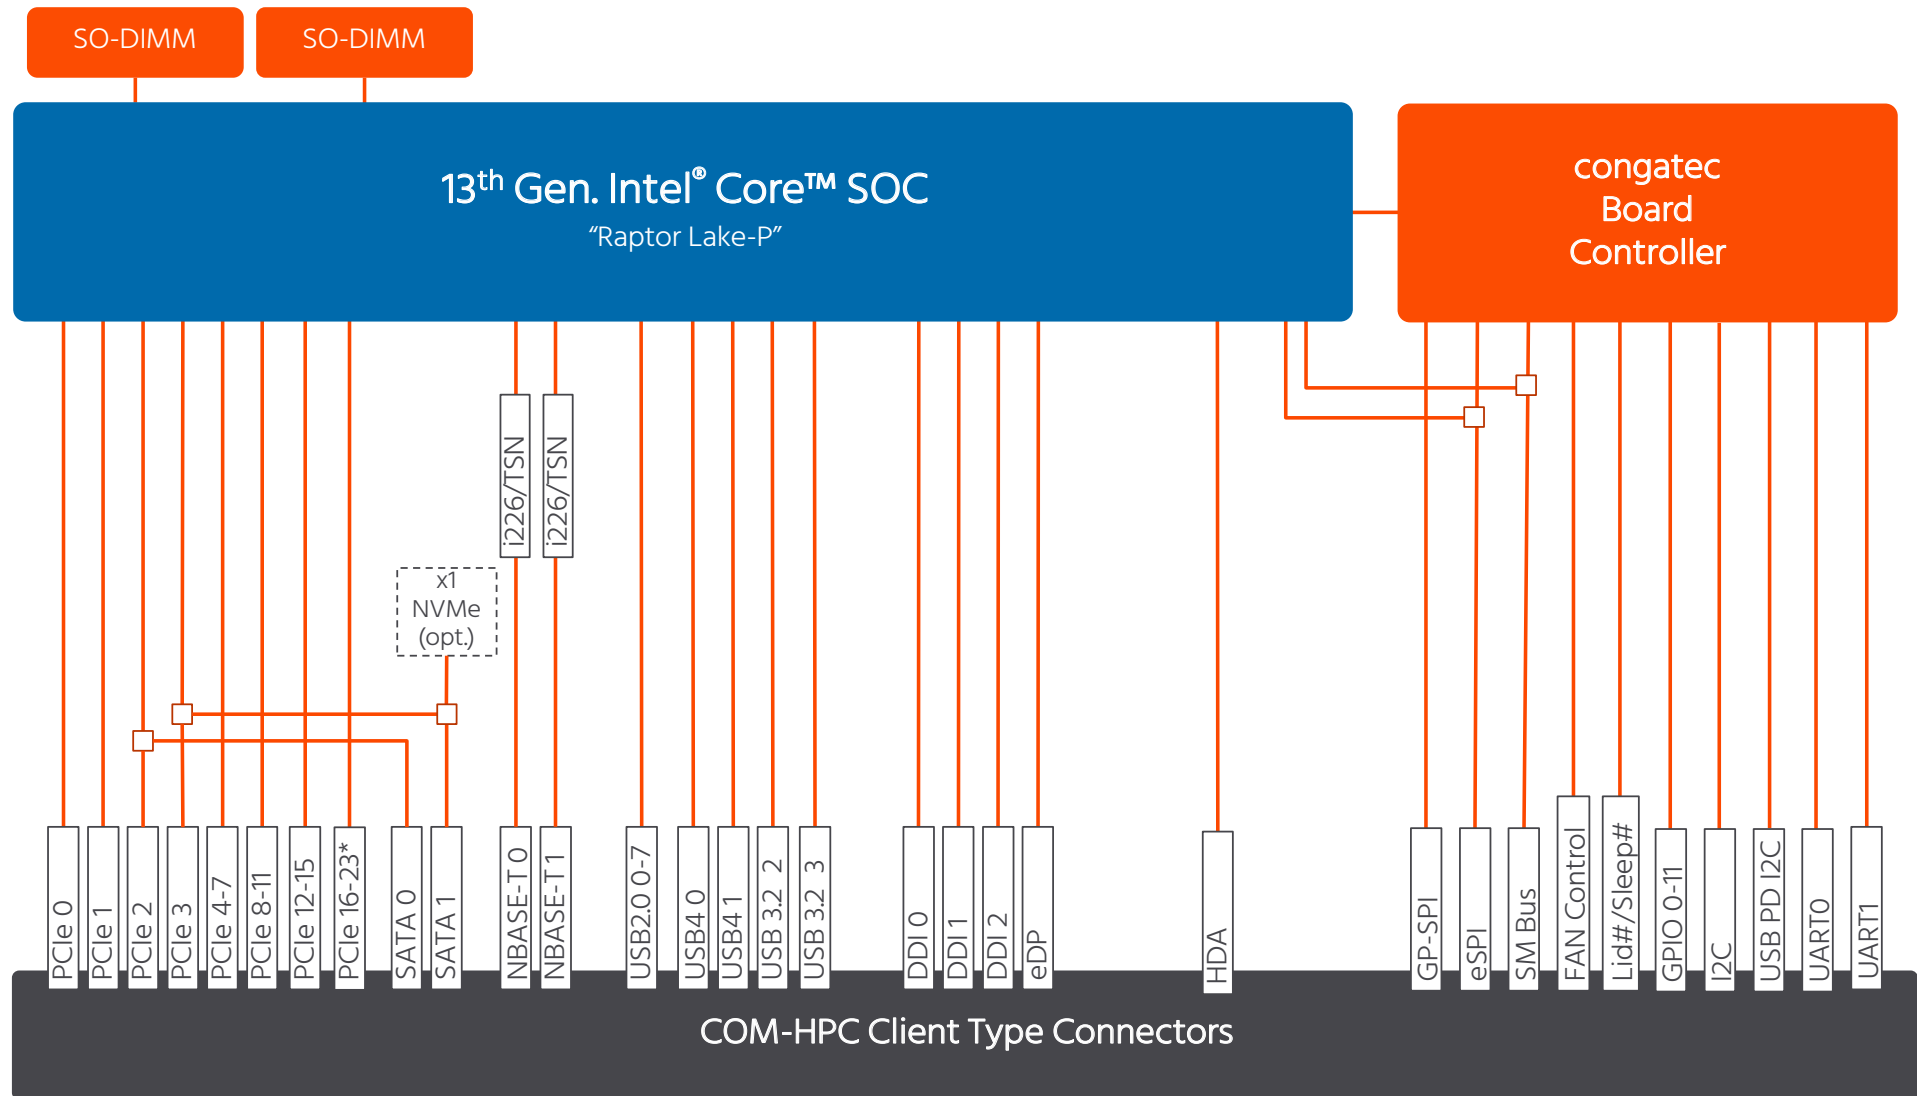 SO-DIMM
SO-DIMM
13th Gen. Intel® Core™ SOC
“Raptor Lake-P”
congatec
Board
Controller
i226/TSN
i226/TSN
x1
NVMe
(opt.)
PCIe 0
PCIe 1
PCIe 2
PCIe 3
PCIe 4-7
PCIe 8-11
PCIe 12-15
PCIe 16-23*
SATA 0
SATA 1
NBASE-T 0
NBASE-T 1
USB2.0 0-7
USB4 0
USB4 1
USB 3.2 2
USB 3.2 3
DDI 0
DDI 1
DDI 2
eDP
HDA
GP-SPI
eSPI
SM Bus
FAN Control
Lid#/Sleep#
GPIO 0-11
I2C
USB PD I2C
UART0
UART1
COM-HPC Client Type Connectors